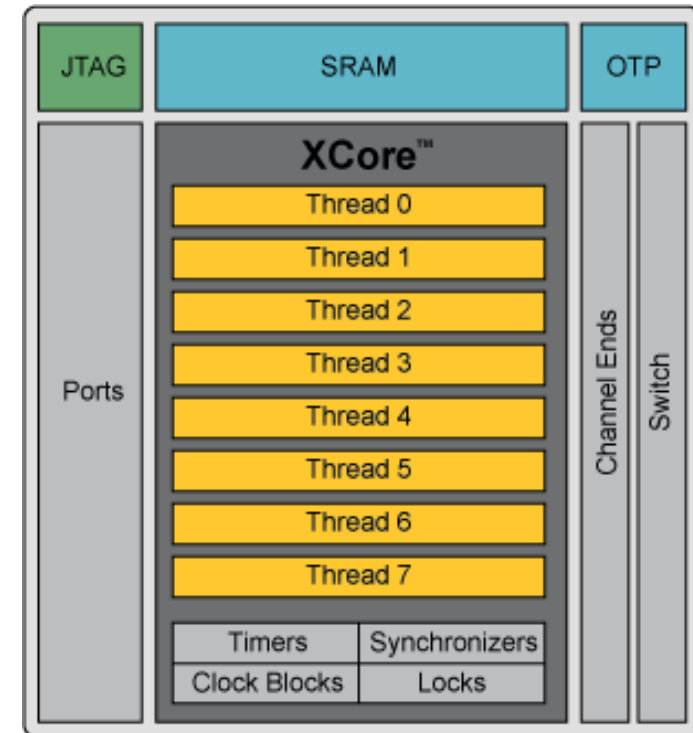 JTAG
SRAM
OTP
XCore™
Thread 0
Thread 1
Thread 2
Thread 3
Thread 4
Thread 5
Thread 6
Thread 7
Timers
Synchronizers
Clock Blocks
Locks
Ports
Channel Ends
Switch